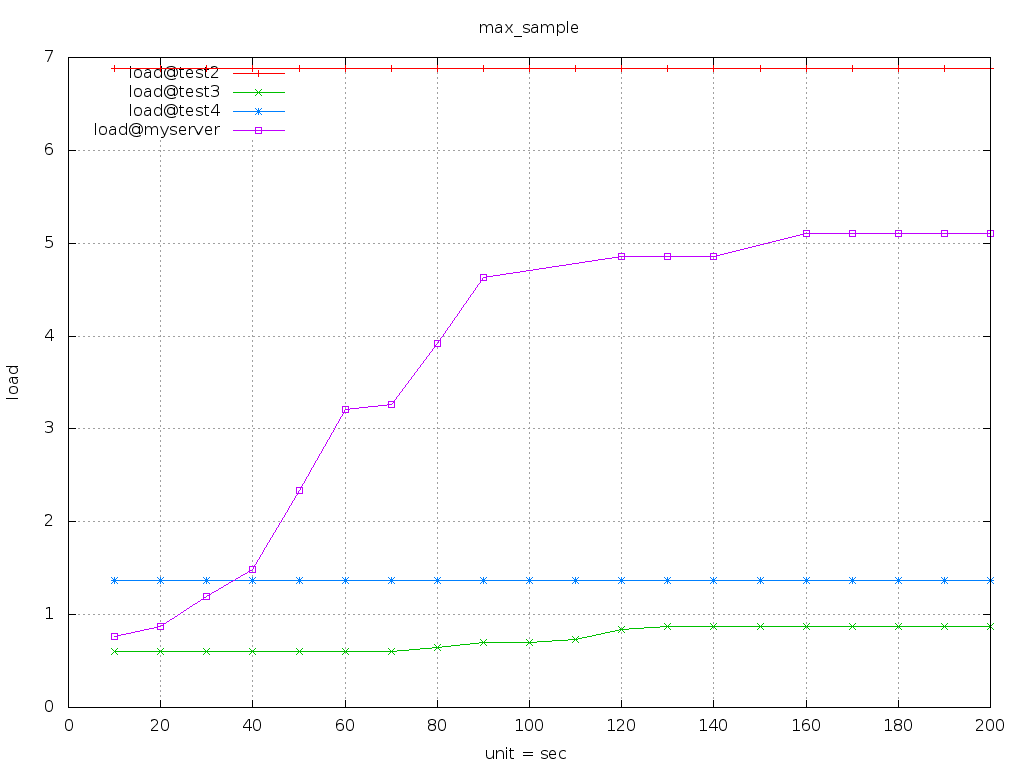 max_sample
7
load@test2
load@test3
load@test4
load@myserver
6
5
4
load
3
2
1
0
0 20 40 60 80 100 120 140 160 180 200
unit = sec